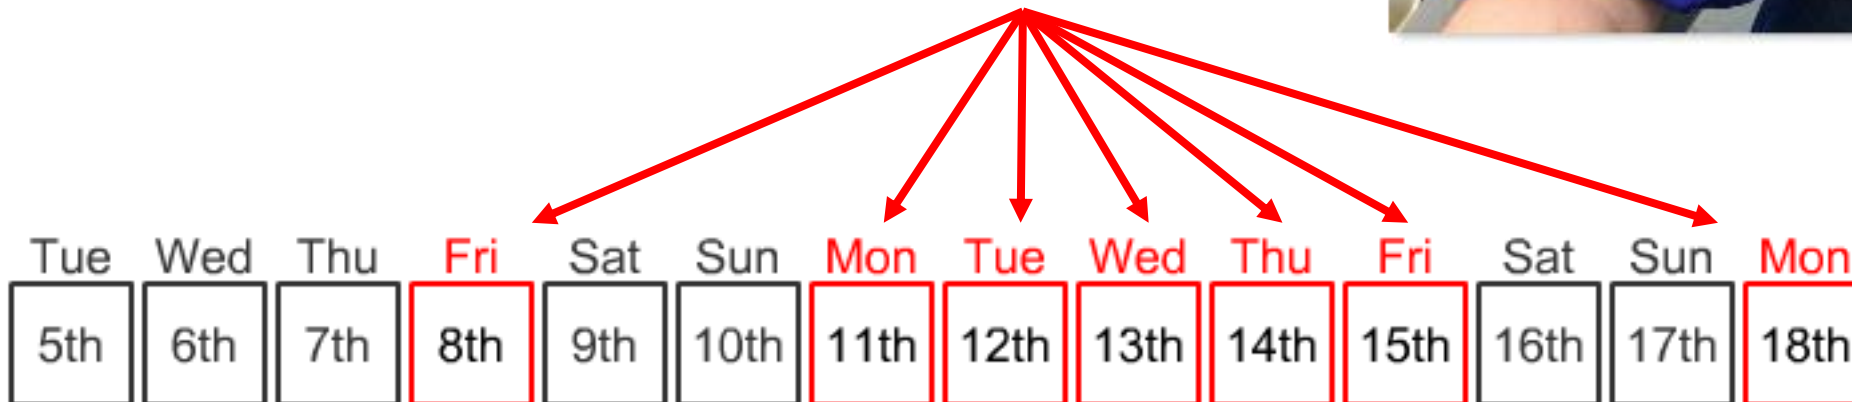 Tue Wed Thu Fri Sat Sun Mon Tue Wed Thu Fri Sat Sun Mon
5th 6th 7th 8th 9th 10th 11th 12th 13th 14th 15th 16th 17th 18th